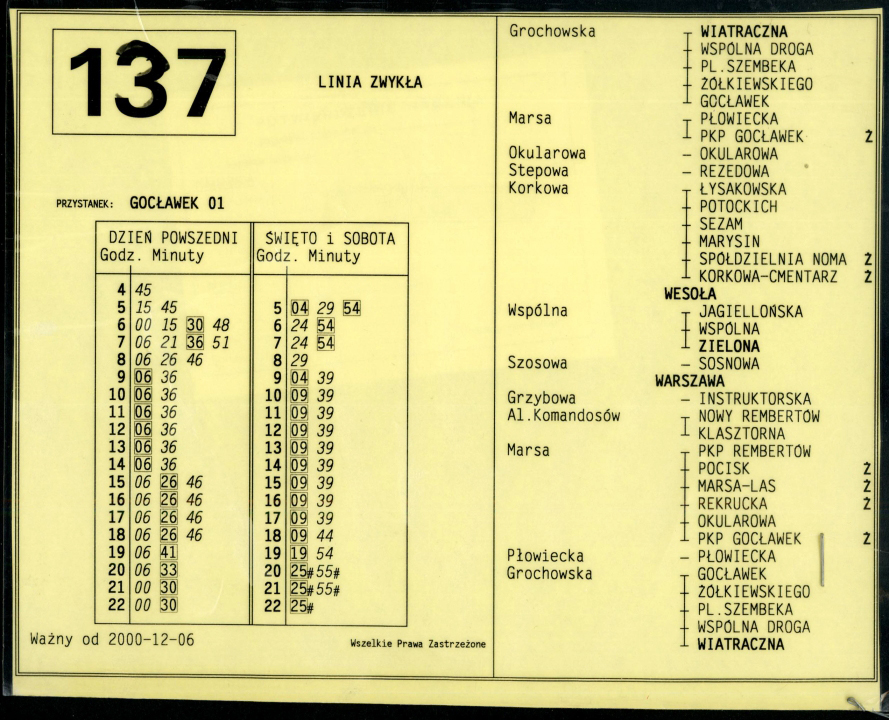 137
LINIA ZWYKŁA
PRZYSTANEK: GOCŁAWEK 01
DZIEŃ POWSZEDNI
Godz. Minuty
4 45
5 15 45
6 00 15 30 48
7 06 21 36 51
8 06 26 46
9 06 36
10 06 36
11 06 36
12 06 36
13 06 36
14 06 36
15 06 26 46
16 06 26 46
17 06 26 46
18 06 26 46
19 06 41
20 06 33
21 00 30
22 00 30
ŚWIĘTO i SOBOTA
Godz. Minuty
5 04 29 54
6 24 54
7 24 54
8 29
9 04 39
10 09 39
11 09 39
12 09 39
13 09 39
14 09 39
15 09 39
16 09 39
17 09 39
18 09 44
19 19 54
20 25# 55#
21 25# 55#
22 25#
Ważny od 2000-12-06
Wszelkie Prawa Zastrzeżone
Grochowska WIATRACZNA
WSPÓLNA DROGA
PL.SZEMBEKA
ŻÓŁKIEWSKIEGO
GOCŁAWEK
Marsa PŁOWIECKA
PKP GOCŁAWEK Ż
Okularowa – OKULAROWA
Stepowa – REZEDOWA
Korkowa ŁYSAKOWSKA
POTOCKICH
SEZAM
MARYSIN
SPÓŁDZIELNIA NOMA Ż
KORKOWA-CMENTARZ Ż
WESOŁA
Wspólna JAGIELLOŃSKA
WSPÓLNA
ZIELONA
Szosowa – SOSNOWA
WARSZAWA
Grzybowa – INSTRUKTORSKA
Al.Komandosów NOWY REMBERTÓW
KLASZTORNA
Marsa PKP REMBERTÓW
POCISK Ż
MARSA-LAS Ż
REKRUCKA Ż
OKULAROWA
PKP GOCŁAWEK Ż
Płowiecka – PŁOWIECKA
Grochowska GOCŁAWEK
ŻÓŁKIEWSKIEGO
PL.SZEMBEKA
WSPÓLNA DROGA
WIATRACZNA